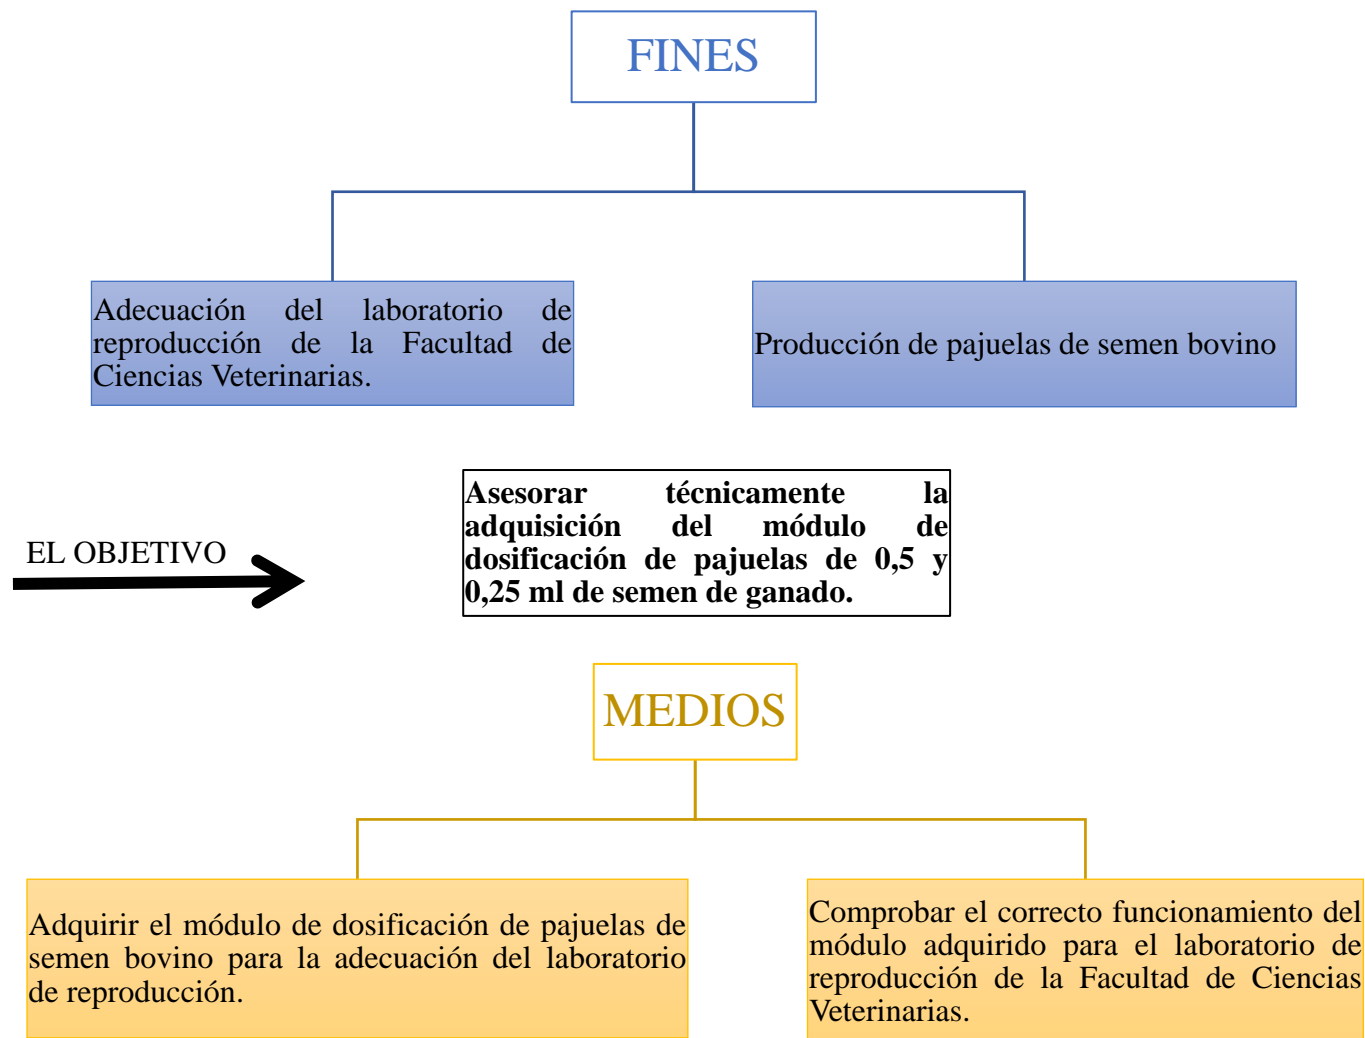 FINES
Adecuación del laboratorio de
reproducción de la Facultad de
Ciencias Veterinarias.
Producción de pajuelas de semen bovino
Asesorar técnicamente la
adquisición del módulo de
dosificación de pajuelas de 0,5 y
0,25 ml de semen de ganado.
EL OBJETIVO
MEDIOS
Adquirir el módulo de dosificación de pajuelas de
semen bovino para la adecuación del laboratorio
de reproducción.
Comprobar el correcto funcionamiento del
módulo adquirido para el laboratorio de
reproducción de la Facultad de Ciencias
Veterinarias.